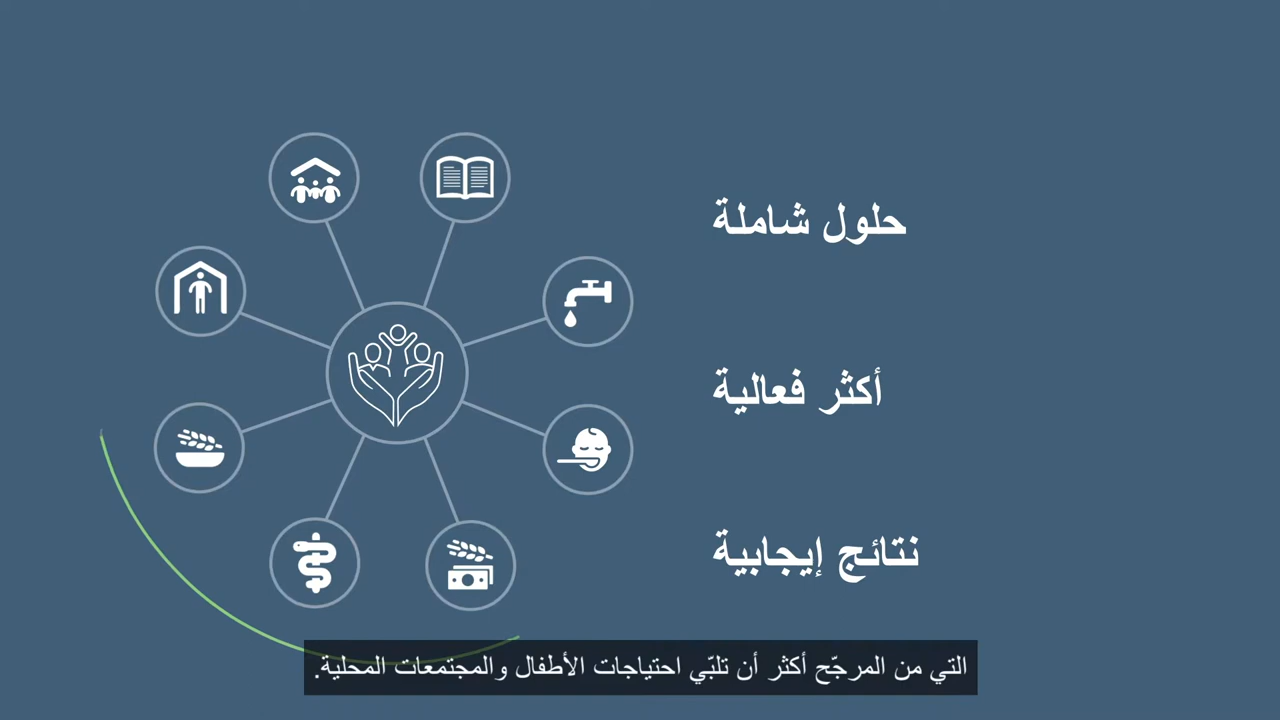 حلول شاملة
أكثر فعالية
نتائج إيجابية
التي من المرجّح أكثر أن تلبّي احتياجات الأطفال والمجتمعات المحلية.